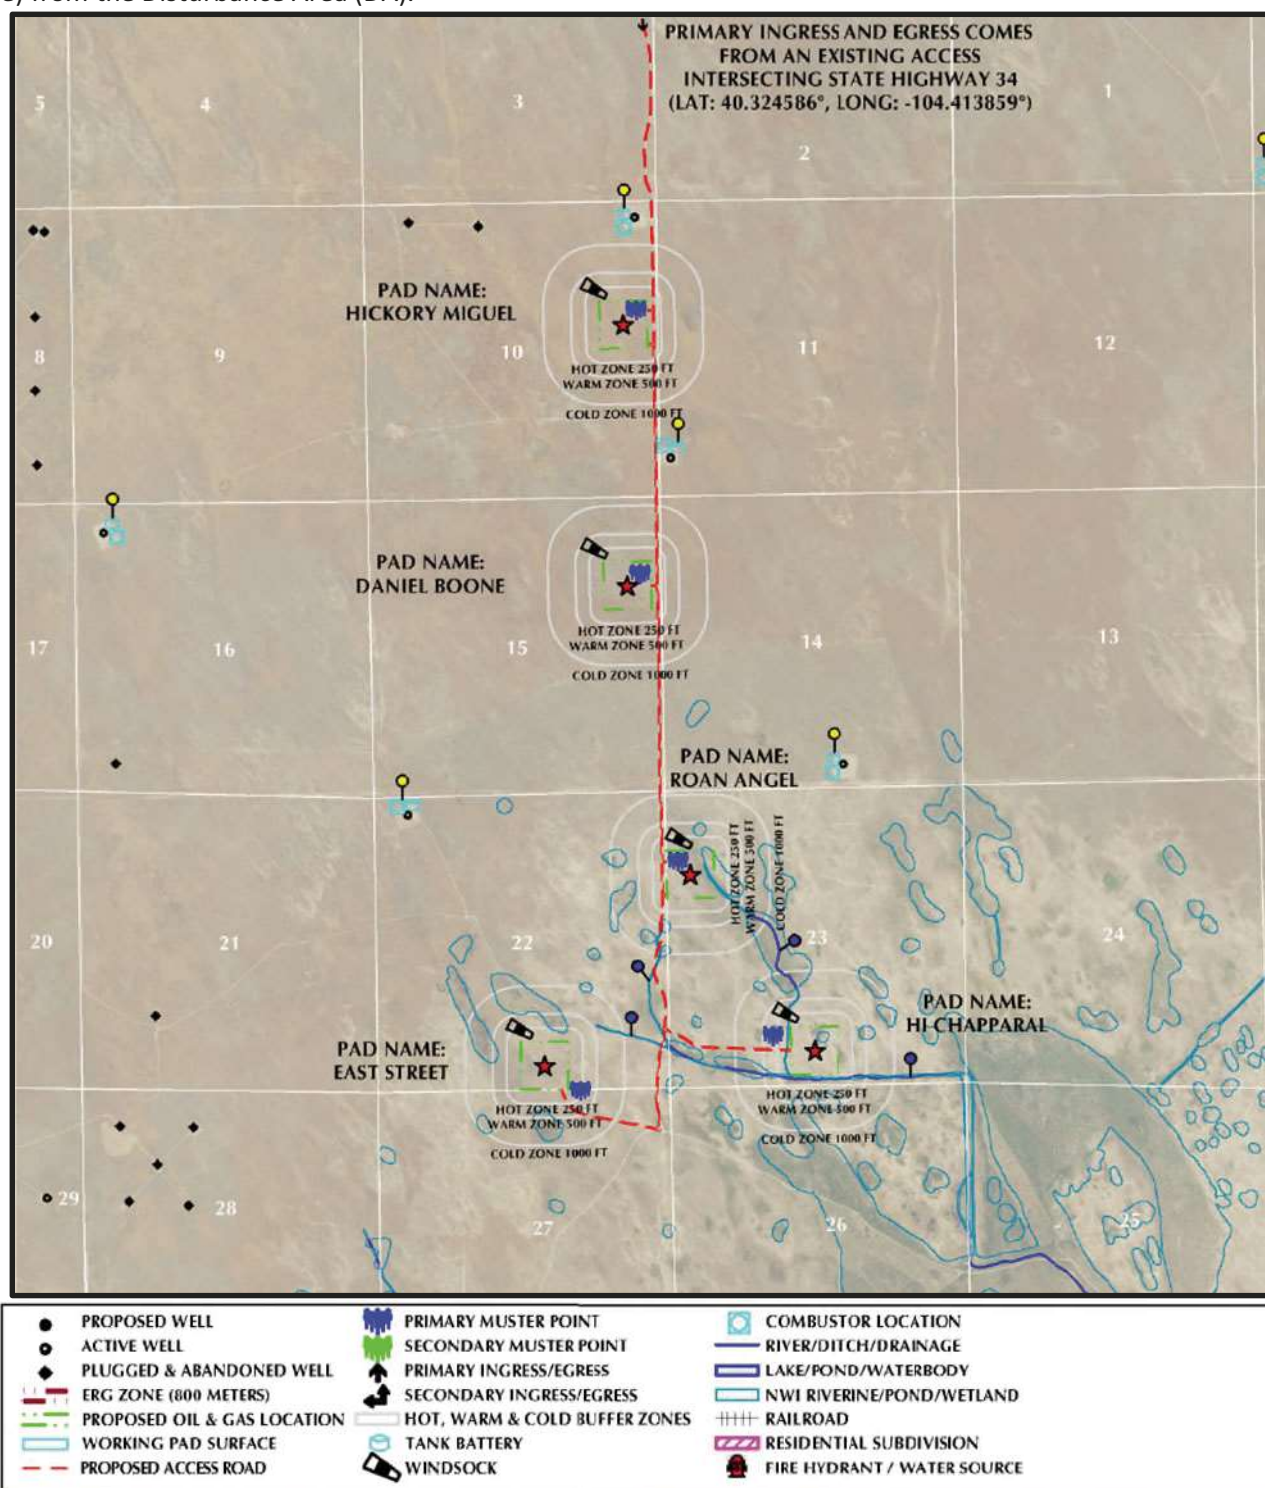 from the Disturbance Area (DA).
PRIMARY INGRESS AND EGRESS COMES
FROM AN EXISTING ACCESS
INTERSECTING STATE HIGHWAY 34
(LAT: 40.324586°, LONG: -104.413859°)
5
4
3
2
1
PAD NAME:
HICKORY MIGUEL
8
9
10
11
12
HOT ZONE 250 FT
WARM ZONE 500 FT
COLD ZONE 1000 FT
PAD NAME:
DANIEL BOONE
17
16
15
14
13
HOT ZONE 250 FT
WARM ZONE 500 FT
COLD ZONE 1000 FT
PAD NAME:
ROAN ANGEL
HOT ZONE 250 FT
WARM ZONE 500 FT
COLD ZONE 1000 FT
20
21
22
23
24
PAD NAME:
HI CHAPPARAL
PAD NAME:
EAST STREET
HOT ZONE 250 FT
WARM ZONE 500 FT
COLD ZONE 1000 FT
HOT ZONE 250 FT
WARM ZONE 500 FT
COLD ZONE 1000 FT
29
28
27
26
25
PROPOSED WELL
ACTIVE WELL
PLUGGED & ABANDONED WELL
ERG ZONE (800 METERS)
PROPOSED OIL & GAS LOCATION
WORKING PAD SURFACE
PROPOSED ACCESS ROAD
PRIMARY MUSTER POINT
SECONDARY MUSTER POINT
PRIMARY INGRESS/EGRESS
SECONDARY INGRESS/EGRESS
HOT, WARM & COLD BUFFER ZONES
TANK BATTERY
WINDSOCK
COMBUSTOR LOCATION
RIVER/DITCH/DRAINAGE
LAKE/POND/WATERBODY
NWI RIVERINE/POND/WETLAND
RAILROAD
RESIDENTIAL SUBDIVISION
FIRE HYDRANT / WATER SOURCE